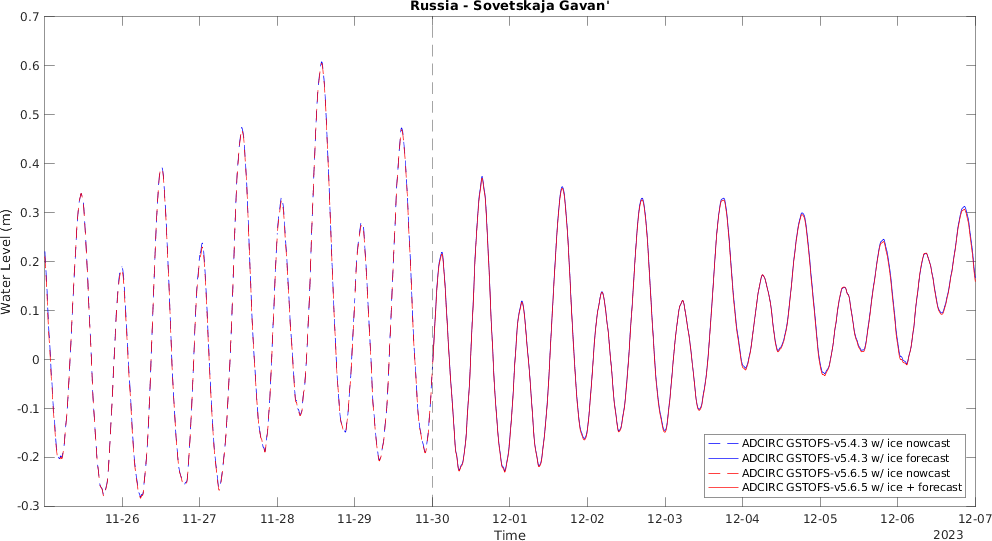 Russia - Sovetskaja Gavan'
0.7
0.6
0.5
0.4
0.3
0.2
0.1
0
-0.1
-0.2
-0.3
Water Level (m)
ADCIRC GSTOFS-v5.4.3 w/ ice nowcast
ADCIRC GSTOFS-v5.4.3 w/ ice forecast
ADCIRC GSTOFS-v5.6.5 w/ ice nowcast
ADCIRC GSTOFS-v5.6.5 w/ ice + forecast
11-26 11-27 11-28 11-29 11-30 12-01 12-02 12-03 12-04 12-05 12-06 12-07
Time
2023